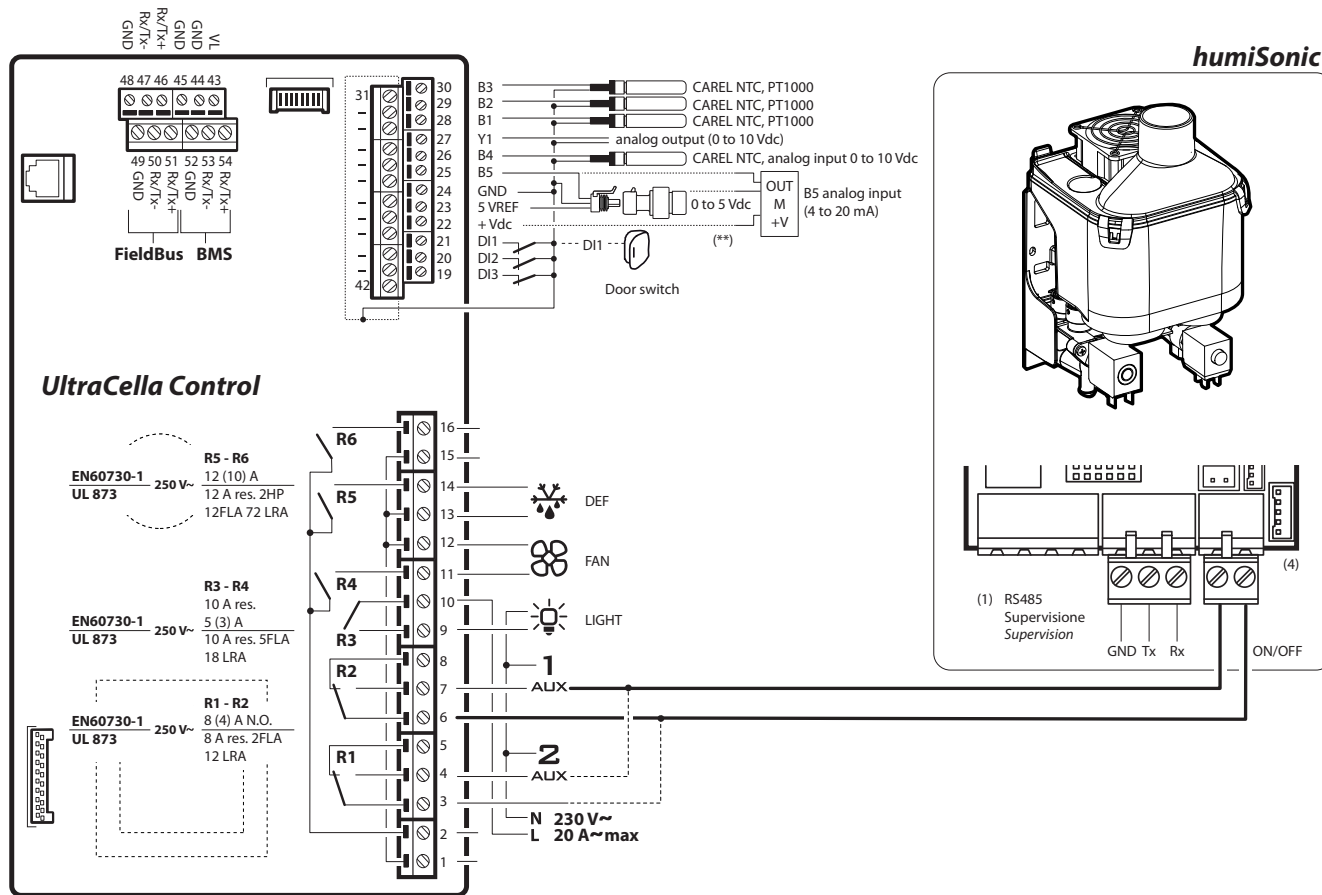 GND
Rx/Tx-
Rx/Tx+
GND
GND
VL
48 47 46 45 44 43
49 50 51 52 53 54
GND
Rx/Tx-
Rx/Tx+
GND
Rx/Tx-
Rx/Tx+
FieldBus BMS
31
42
30
29
28
27
26
25
24
23
22
21
20
19
B3
B2
B1
Y1
B4
B5
GND
5 VREF
+ Vdc
DI1
DI2
DI3
CAREL NTC, PT1000
CAREL NTC, PT1000
CAREL NTC, PT1000
analog output (0 to 10 Vdc)
CAREL NTC, analog input 0 to 10 Vdc
0 to 5 Vdc
OUT
M
+V
B5 analog input
(4 to 20 mA)
(**)
DI1
Door switch
humiSonic
UltraCella Control
EN60730-1
UL 873
250 V~
R5 - R6
12 (10) A
12 A res. 2HP
12FLA 72 LRA
EN60730-1
UL 873
250 V~
R3 - R4
10 A res.
5 (3) A
10 A res. 5FLA
18 LRA
EN60730-1
UL 873
250 V~
R1 - R2
8 (4) A N.O.
8 A res. 2FLA
12 LRA
R6
R5
R4
R3
R2
R1
16
15
14
13
12
11
10
9
8
7
6
5
4
3
2
1
DEF
FAN
LIGHT
1
AUX
2
AUX
N 230 V~
L 20 A~max
(1) RS485
Supervisione
Supervision
GND Tx Rx
ON/OFF
(4)